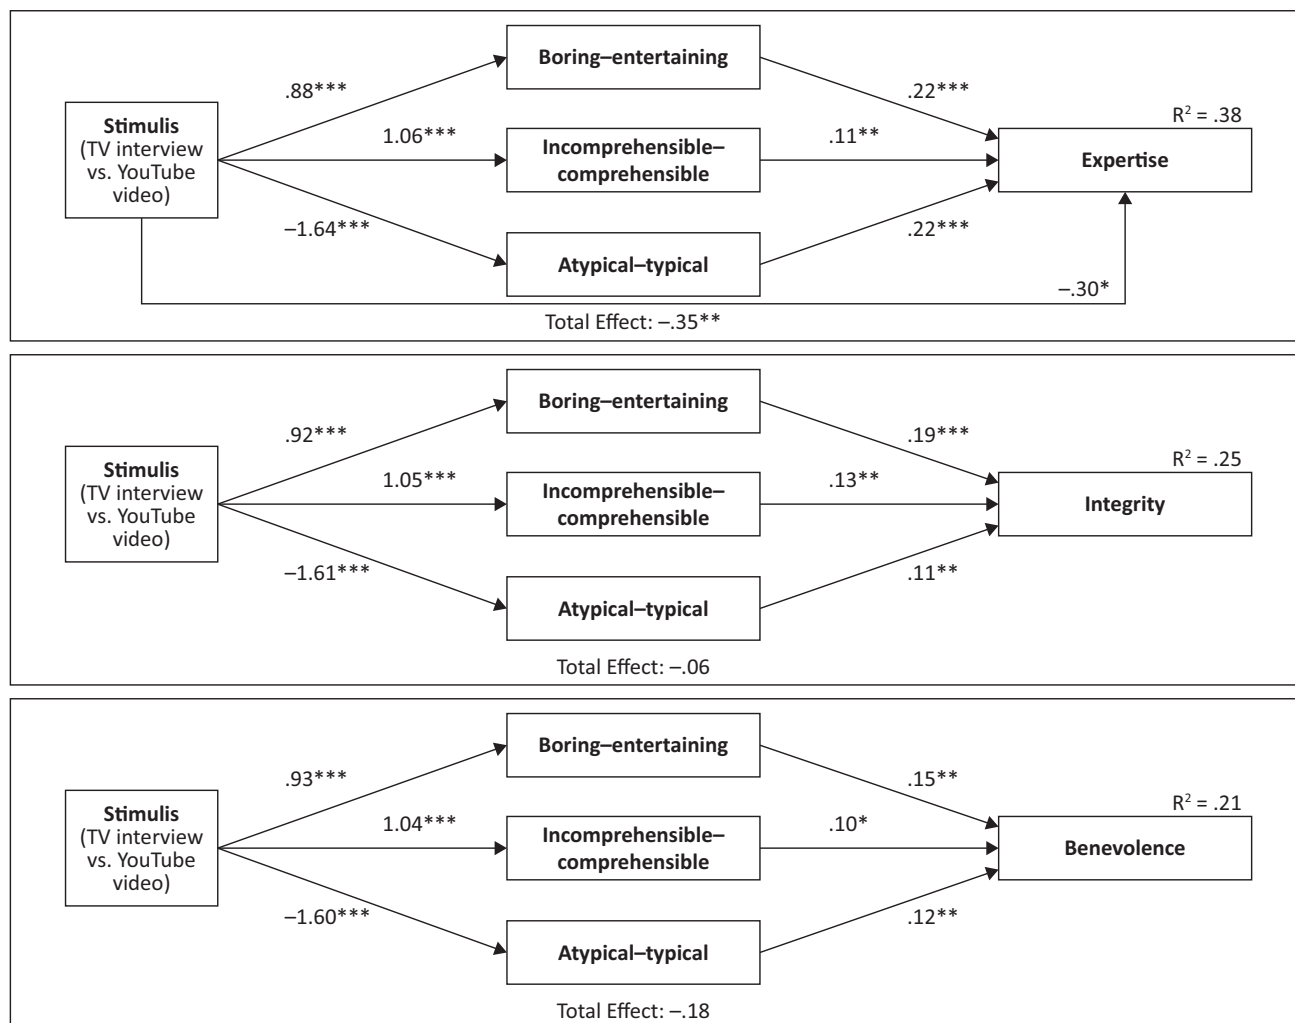 Boring–entertaining
.88***
.22***
Stimulis
(TV interview
vs. YouTube
video)
1.06***
Incomprehensible–
comprehensible
.11**
R² = .38
Expertise
–1.64***
Atypical–typical
.22***
–.30*
Total Effect: –.35**
Boring–entertaining
.92***
.19***
Stimulis
(TV interview
vs. YouTube
video)
1.05***
Incomprehensible–
comprehensible
.13**
R² = .25
Integrity
–1.61***
Atypical–typical
.11**
Total Effect: –.06
Boring–entertaining
.93***
.15**
Stimulis
(TV interview
vs. YouTube
video)
1.04***
Incomprehensible–
comprehensible
.10*
R² = .21
Benevolence
–1.60***
Atypical–typical
.12**
Total Effect: –.18